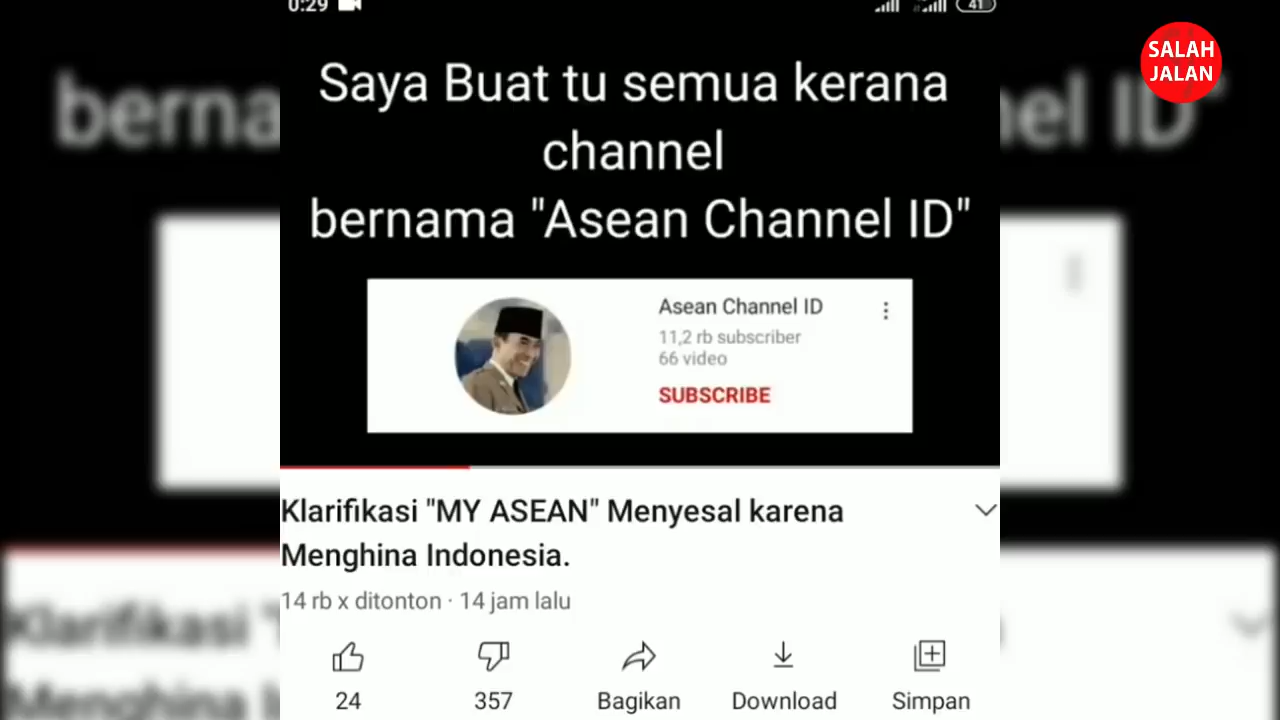 0:29
41
SALAH
JALAN
Saya Buat tu semua kerana
channel
bernama "Asean Channel ID"
Asean Channel ID
11,2 rb subscriber
66 video
SUBSCRIBE
Klarifikasi "MY ASEAN" Menyesal karena
Menghina Indonesia.
14 rb x ditonton · 14 jam lalu
24
357
Bagikan
Download
Simpan